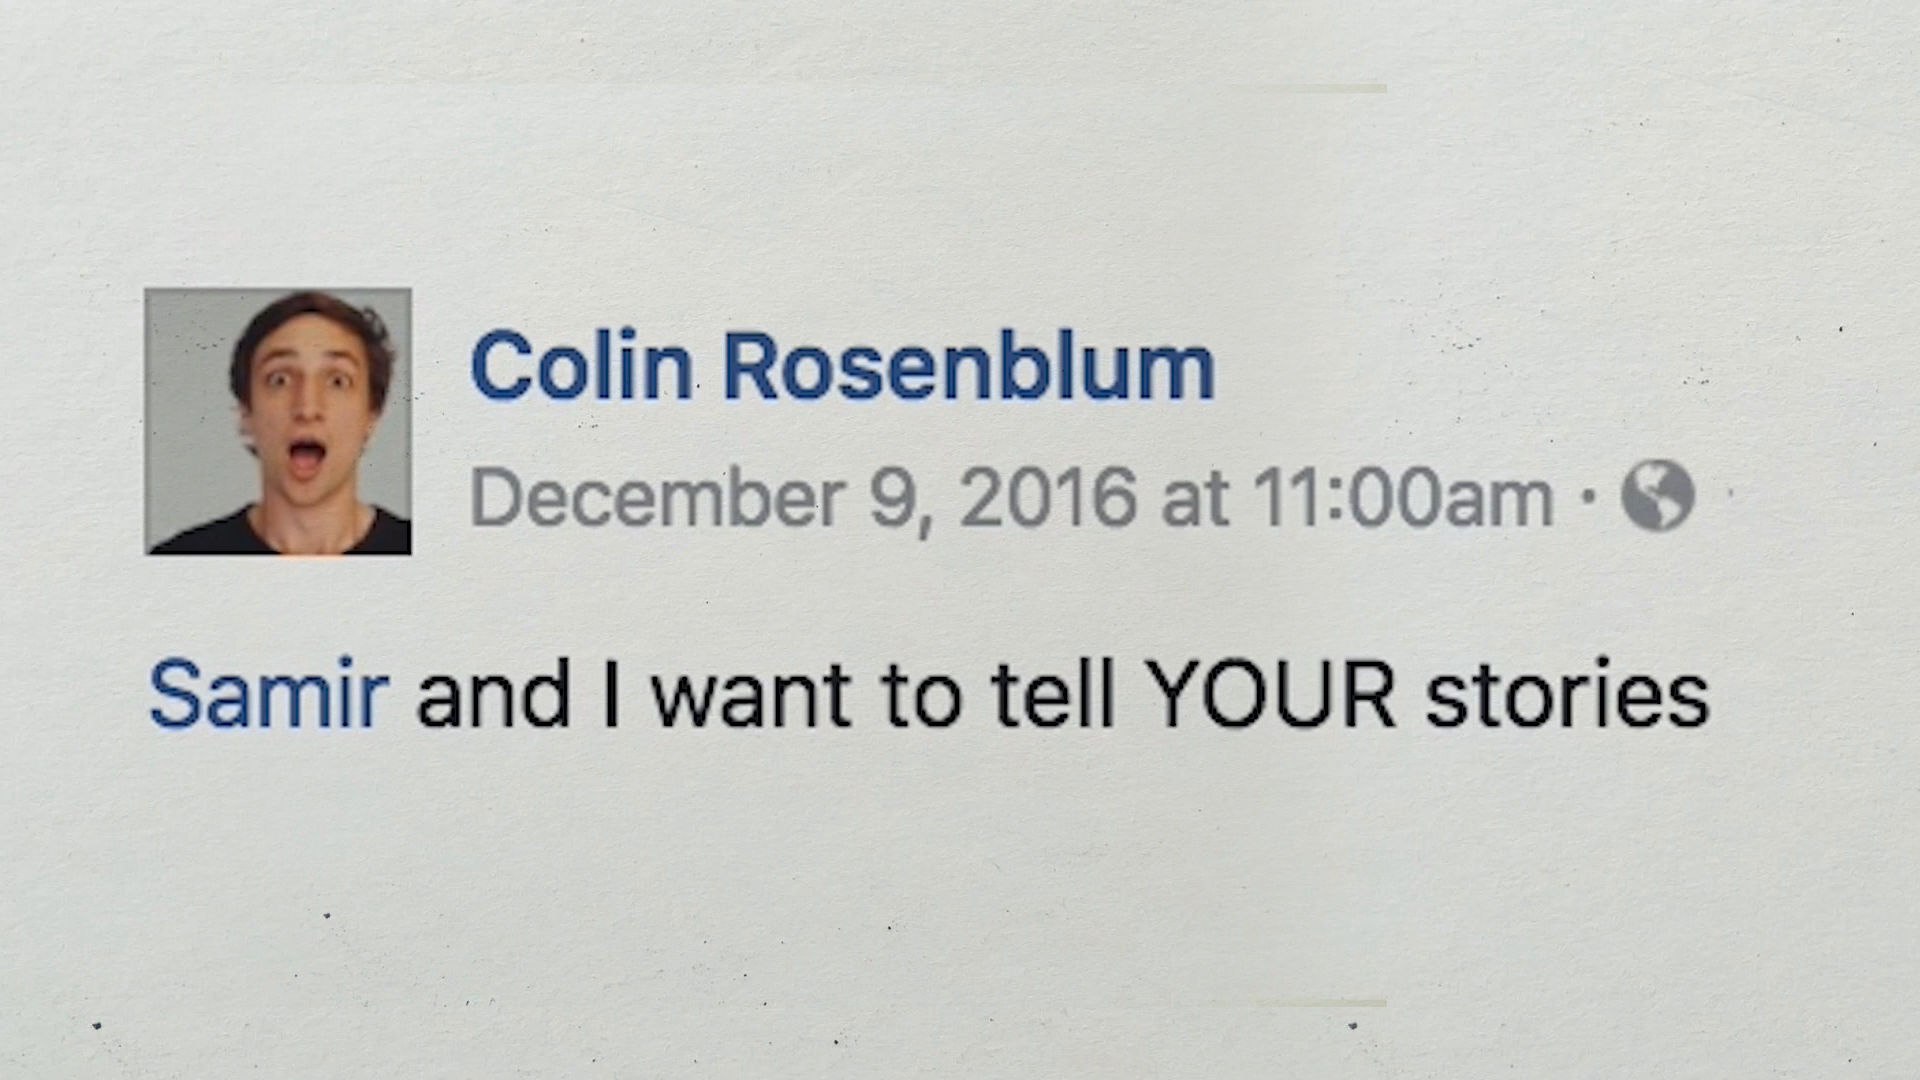 Colin Rosenblum
December 9, 2016 at 11:00am ·
Samir and I want to tell YOUR stories